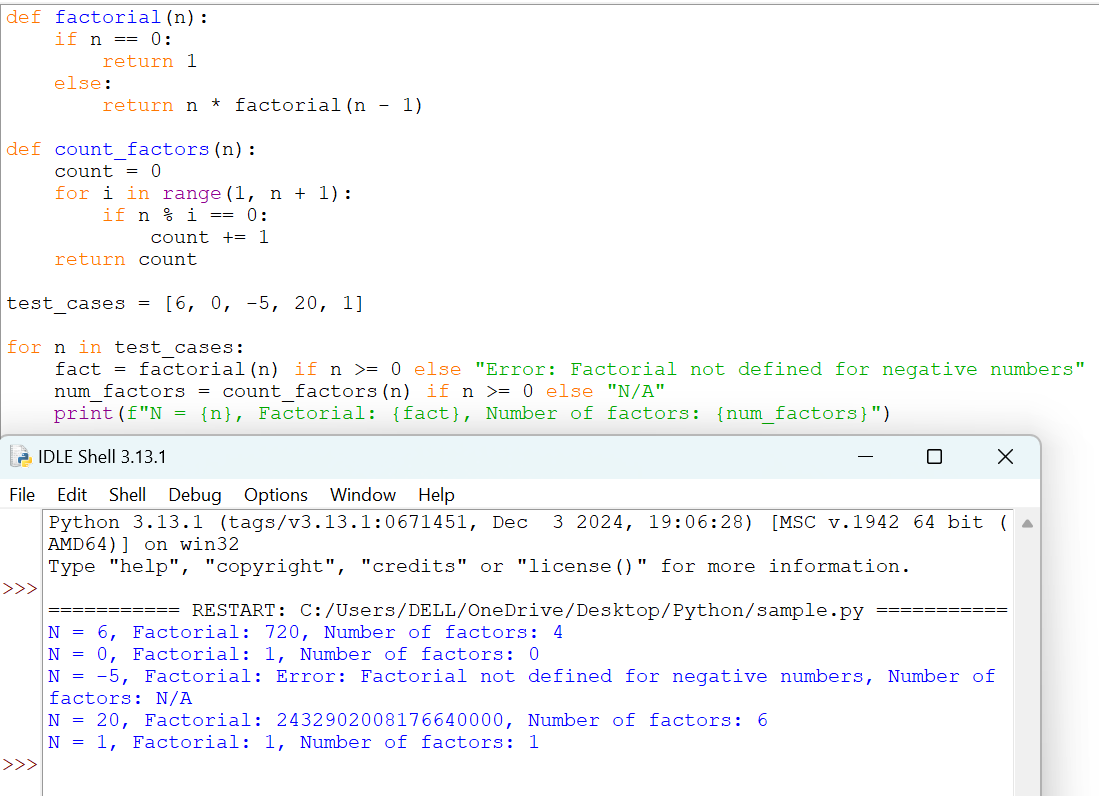 def factorial(n):
    if n == 0:
        return 1
    else:
        return n * factorial(n - 1)

def count_factors(n):
    count = 0
    for i in range(1, n + 1):
        if n % i == 0:
            count += 1
    return count

test_cases = [6, 0, -5, 20, 1]

for n in test_cases:
    fact = factorial(n) if n >= 0 else "Error: Factorial not defined for negative numbers"
    num_factors = count_factors(n) if n >= 0 else "N/A"
    print(f"N = {n}, Factorial: {fact}, Number of factors: {num_factors}")
IDLE Shell 3.13.1
File Edit Shell Debug Options Window Help
Python 3.13.1 (tags/v3.13.1:0671451, Dec  3 2024, 19:06:28) [MSC v.1942 64 bit (
AMD64)] on win32
Type "help", "copyright", "credits" or "license()" for more information.
>>>
=========== RESTART: C:/Users/DELL/OneDrive/Desktop/Python/sample.py ===========
N = 6, Factorial: 720, Number of factors: 4
N = 0, Factorial: 1, Number of factors: 0
N = -5, Factorial: Error: Factorial not defined for negative numbers, Number of
factors: N/A
N = 20, Factorial: 2432902008176640000, Number of factors: 6
N = 1, Factorial: 1, Number of factors: 1
>>>